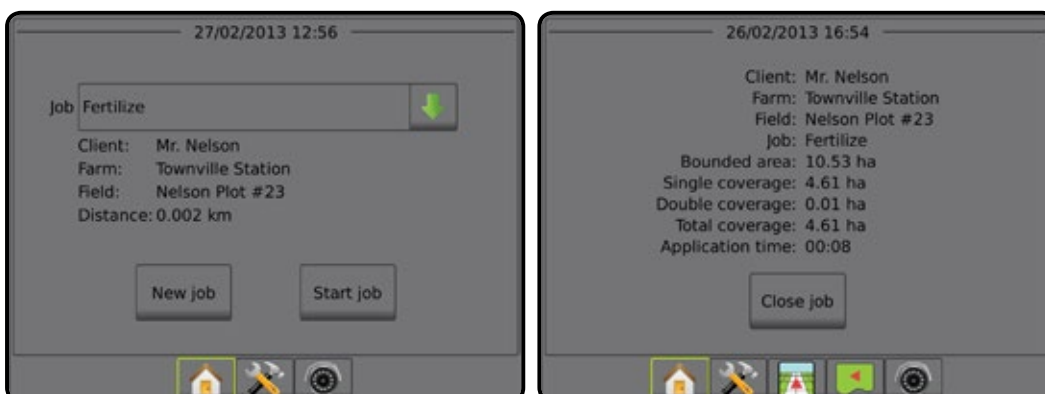 27/02/2013 12:56
Job Fertilize
Client: Mr. Nelson
Farm: Townville Station
Field: Nelson Plot #23
Distance: 0.002 km
New job Start job
26/02/2013 16:54
Client: Mr. Nelson
Farm: Townville Station
Field: Nelson Plot #23
Job: Fertilize
Bounded area: 10.53 ha
Single coverage: 4.61 ha
Double coverage: 0.01 ha
Total coverage: 4.61 ha
Application time: 00:08
Close job